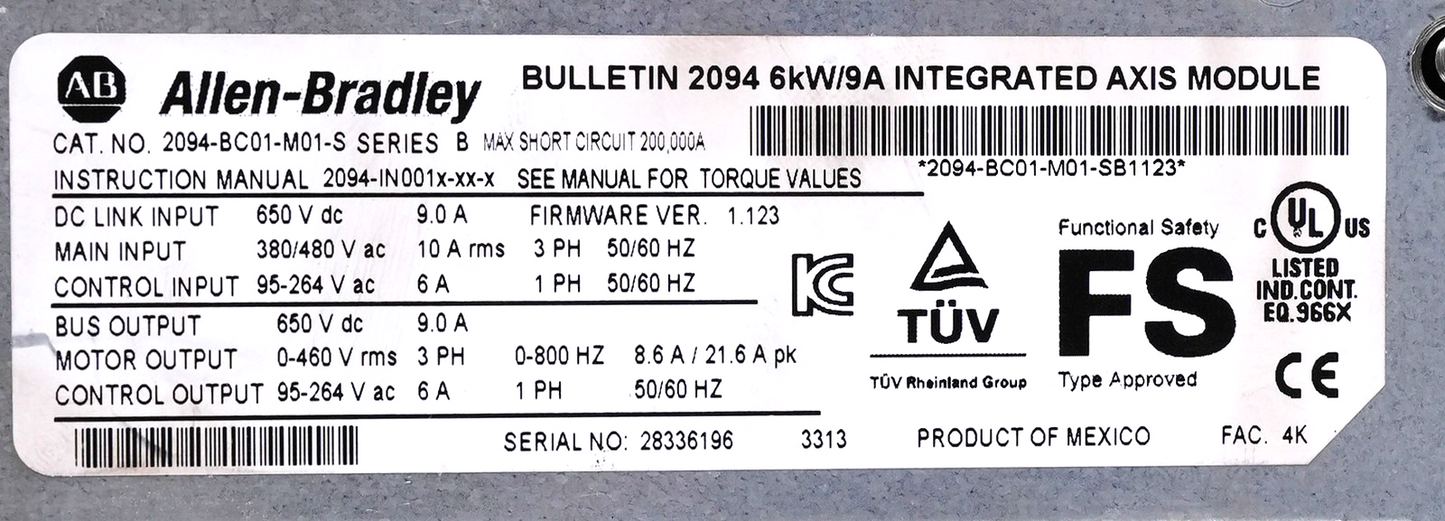 AB Allen-Bradley
BULLETIN 2094 6kW/9A INTEGRATED AXIS MODULE
CAT. NO. 2094-BC01-M01-S SERIES B MAX SHORT CIRCUIT 200,000A
*2094-BC01-M01-SB1123*
INSTRUCTION MANUAL 2094-IN001x-xx-x SEE MANUAL FOR TORQUE VALUES
DC LINK INPUT 650 V dc 9.0 A FIRMWARE VER. 1.123
MAIN INPUT 380/480 V ac 10 A rms 3 PH 50/60 HZ
CONTROL INPUT 95-264 V ac 6 A 1 PH 50/60 HZ
BUS OUTPUT 650 V dc 9.0 A
MOTOR OUTPUT 0-460 V rms 3 PH 0-800 HZ 8.6 A / 21.6 A pk
CONTROL OUTPUT 95-264 V ac 6 A 1 PH 50/60 HZ
KC
TÜV
TÜV Rheinland Group
Functional Safety
FS
Type Approved
C UL US
LISTED
IND.CONT.
EQ.966X
CE
SERIAL NO: 28336196 3313 PRODUCT OF MEXICO FAC. 4K